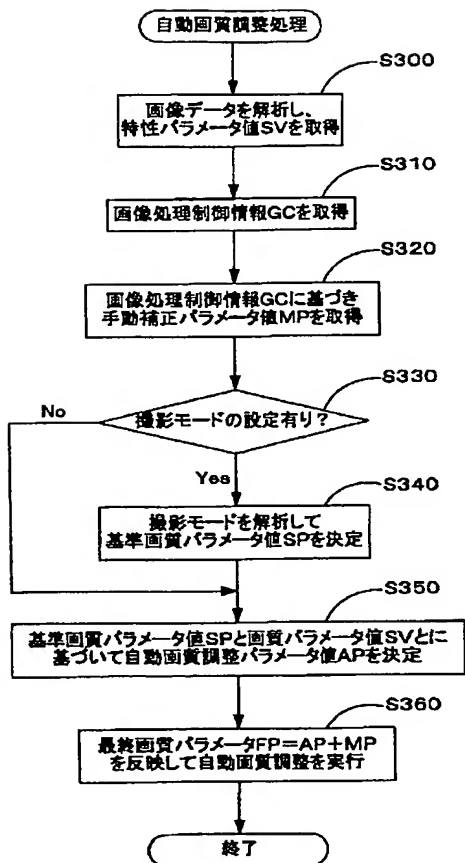 自動画質調整処理
S300
画像データを解析し、
特性パラメータ値SVを取得
S310
画像処理制御情報GCを取得
S320
画像処理制御情報GCに基づき
手動補正パラメータ値MPを取得
S330
No
撮影モードの設定有り?
Yes
S340
撮影モードを解析して
基準画質パラメータ値SPを決定
S350
基準画質パラメータ値SPと画質パラメータ値SVとに
基づいて自動画質調整パラメータ値APを決定
S360
最終画質パラメータFP=AP+MP
を反映して自動画質調整を実行
終了